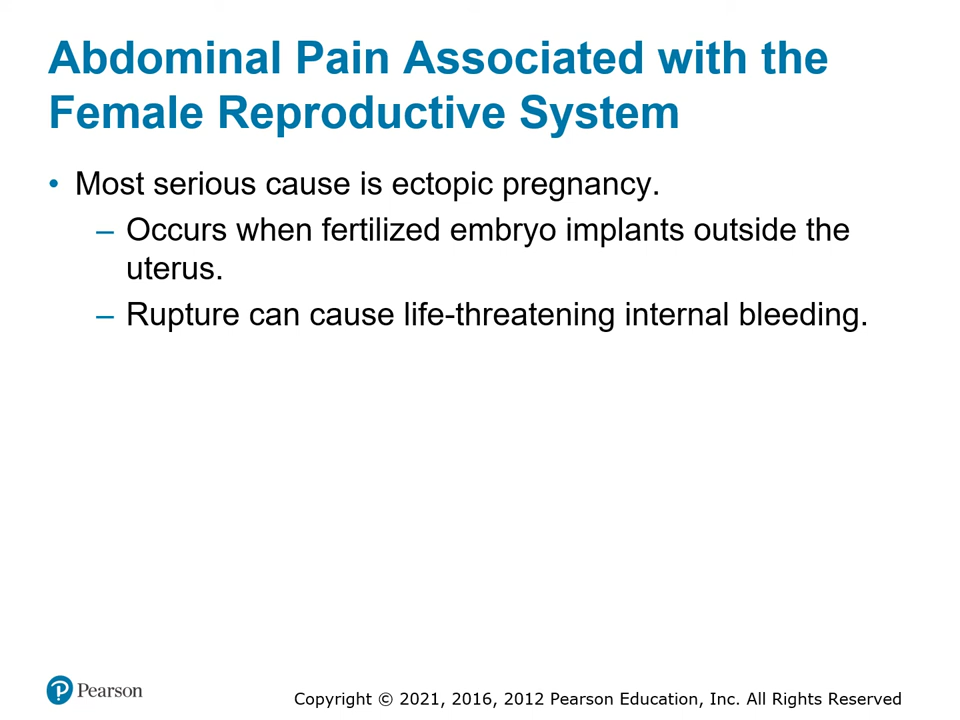 Abdominal Pain Associated with the
Female Reproductive System
• Most serious cause is ectopic pregnancy.
– Occurs when fertilized embryo implants outside the
uterus.
– Rupture can cause life-threatening internal bleeding.
Pearson
Copyright © 2021, 2016, 2012 Pearson Education, Inc. All Rights Reserved